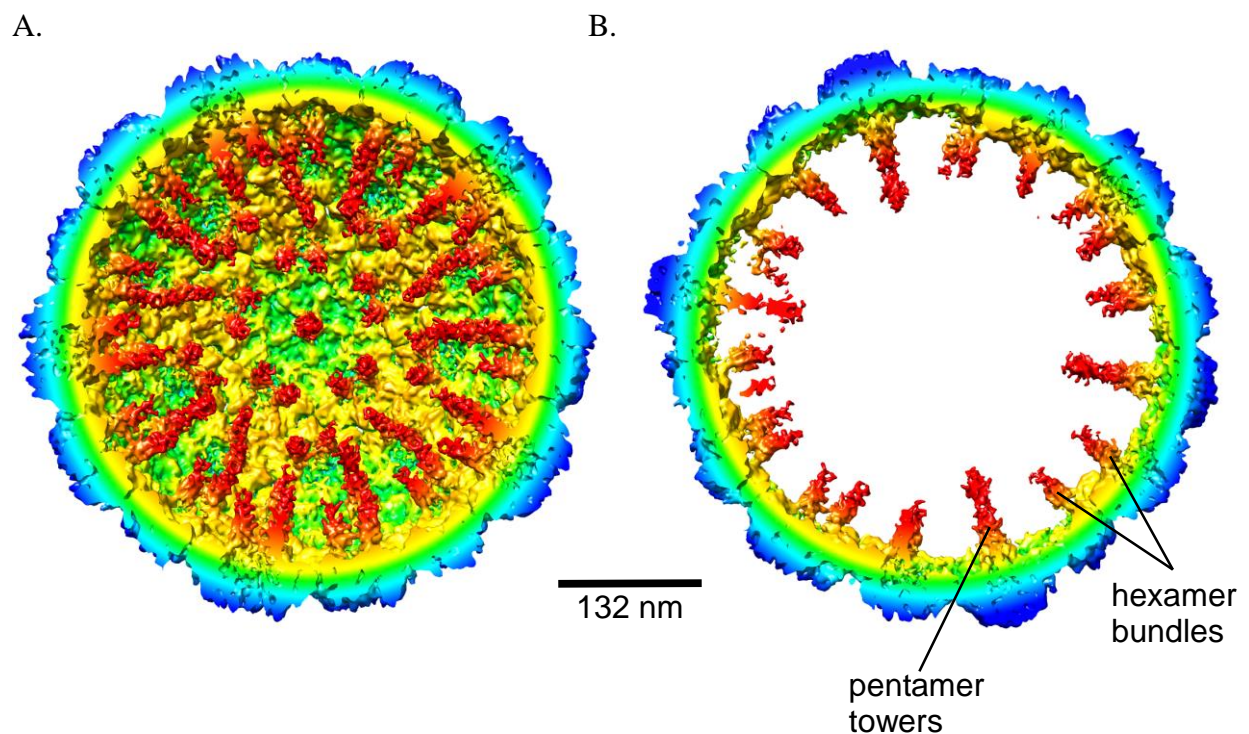 A.
B.
132 nm
hexamer
bundles
pentamer
towers